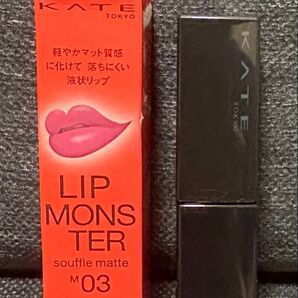 KATE
TOKYO
軽やかマット質感
に化けて 落ちにくい
液状リップ
LIP
MONS
TER
souffle matte
M03
KATE
TOKYO